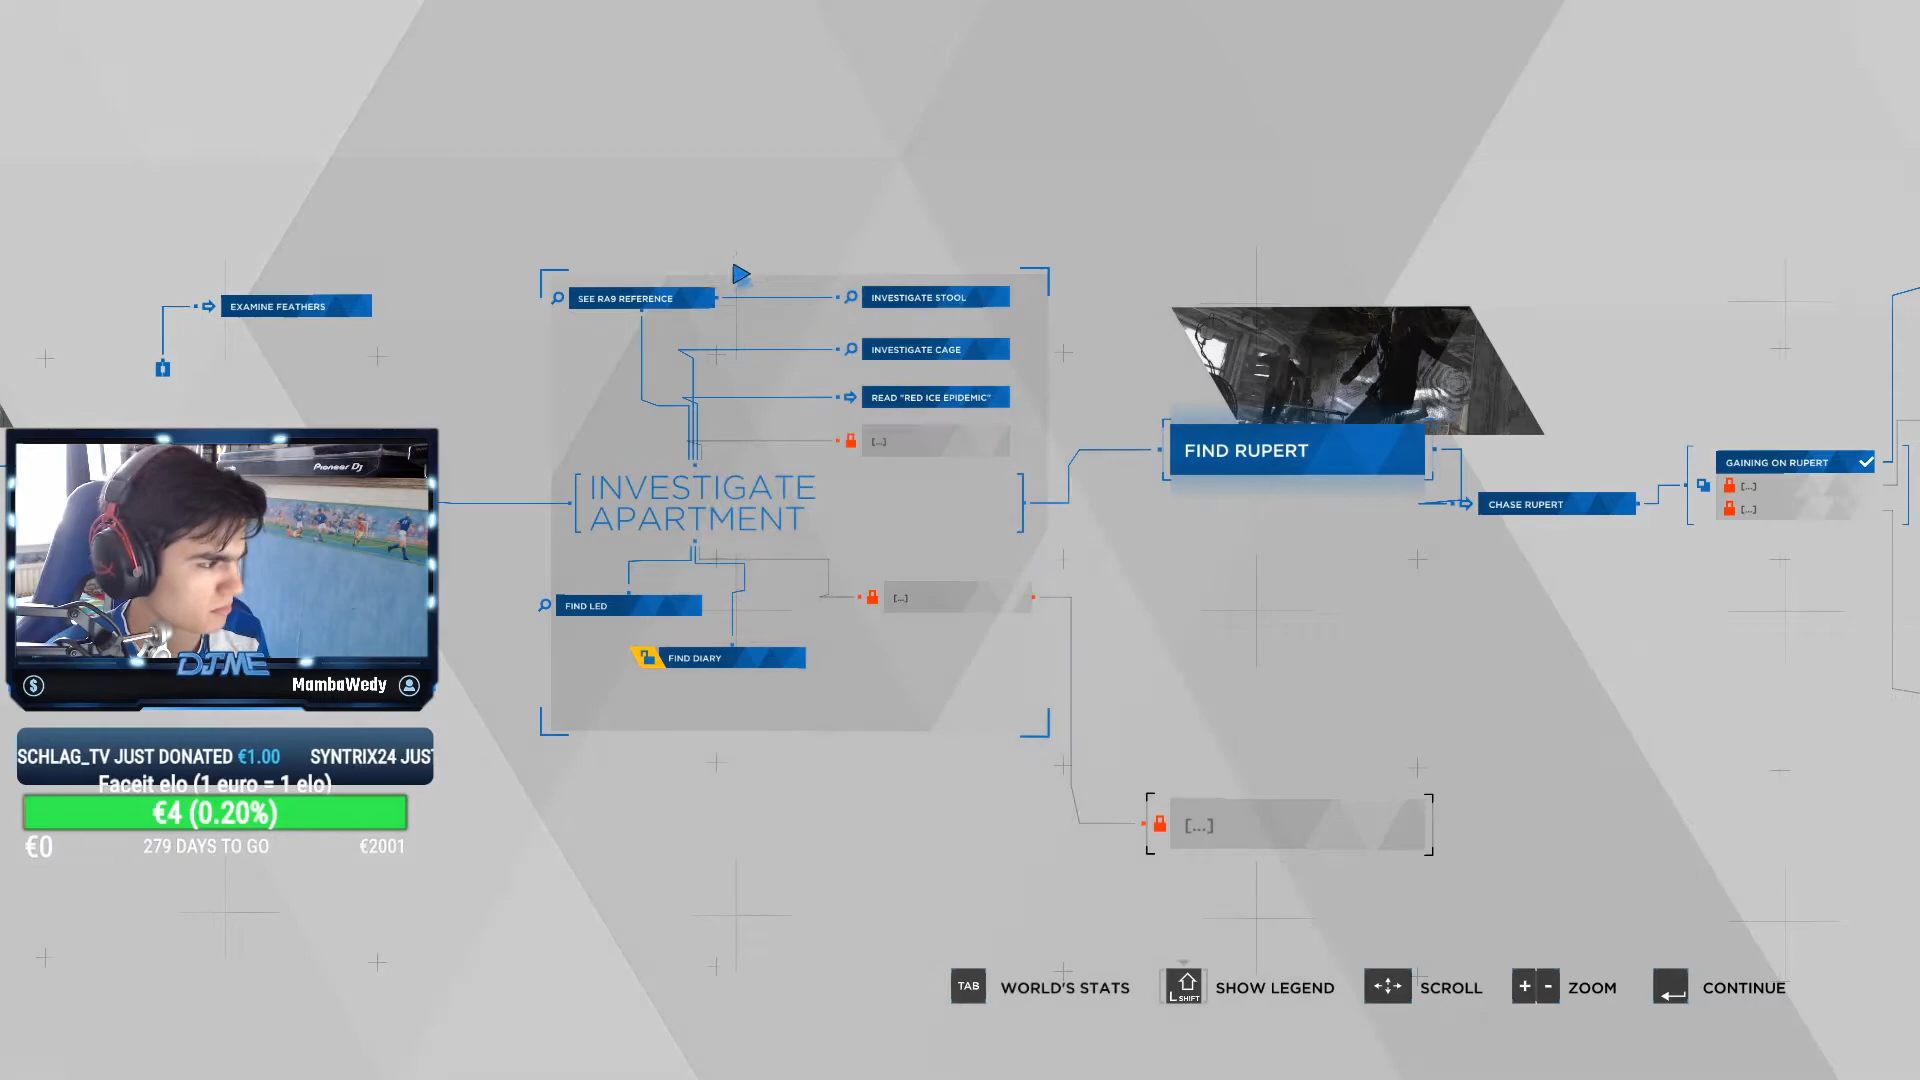 EXAMINE FEATHERS
SEE RA9 REFERENCE
INVESTIGATE STOOL
INVESTIGATE CAGE
READ "RED ICE EPIDEMIC"
[...]
INVESTIGATE
APARTMENT
FIND LED
FIND DIARY
[...]
FIND RUPERT
CHASE RUPERT
GAINING ON RUPERT
[...]
[...]
[...]
Pioneer DJ
DJ-ME
$
MambaWedy
SCHLAG_TV JUST DONATED €1.00 SYNTRIX24 JUST
Faceit elo (1 euro = 1 elo)
€4 (0.20%)
€0 279 DAYS TO GO €2001
TAB WORLD'S STATS L SHIFT SHOW LEGEND SCROLL + - ZOOM CONTINUE